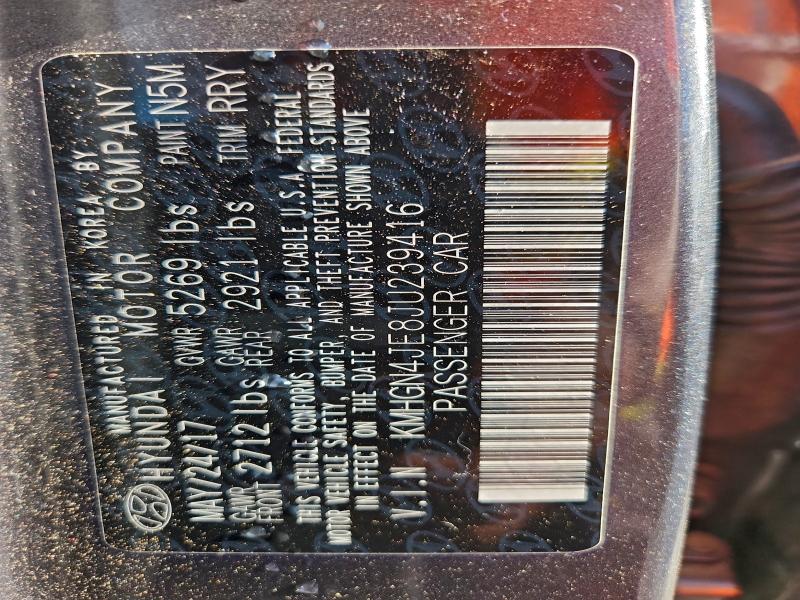 MANUFACTURED IN KOREA BY
HYUNDAI MOTOR COMPANY
MAY/24/17 GVWR 5269 lbs PAINT N5M
GAWR FRONT 2712 lbs GAWR REAR 2921 lbs TRIM RRY
THIS VEHICLE CONFORMS TO ALL APPLICABLE U.S.A. FEDERAL
MOTOR VEHICLE SAFETY, BUMPER, AND THEFT PREVENTION STANDARDS
IN EFFECT ON THE DATE OF MANUFACTURE SHOWN ABOVE
V.I.N KMHGN4JE8JU239416
PASSENGER CAR